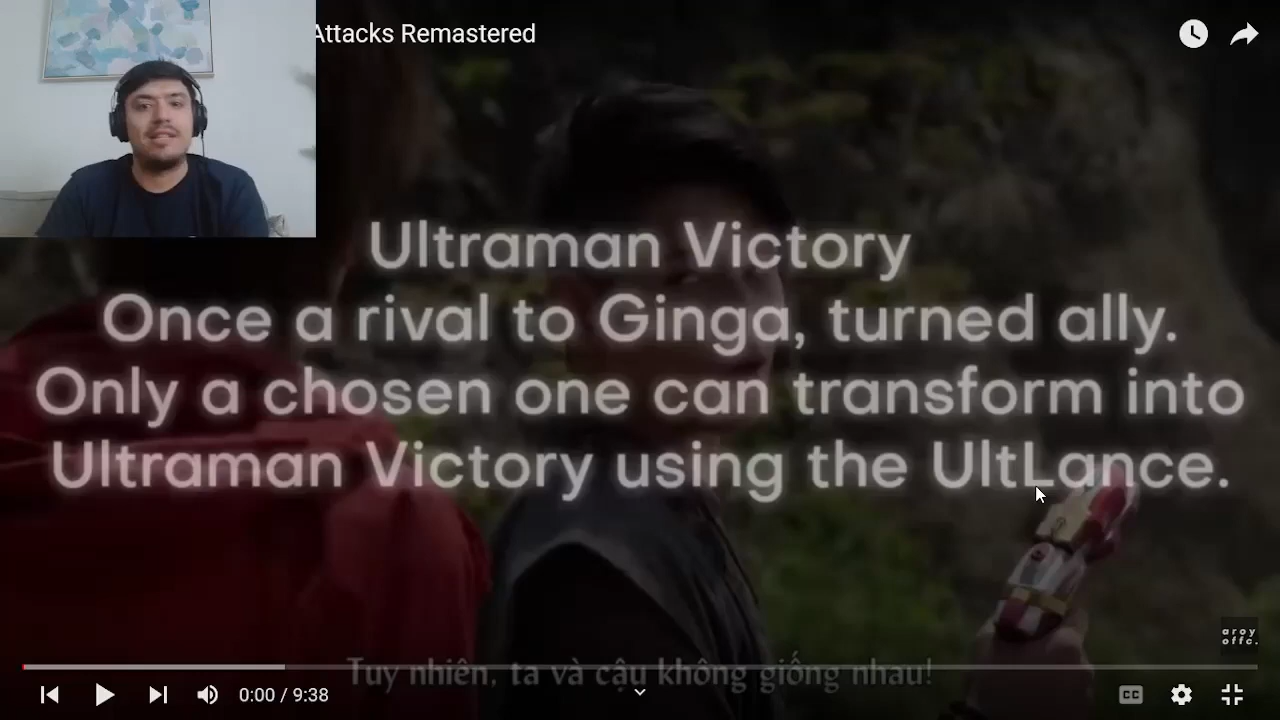 Attacks Remastered
Ultraman Victory
Once a rival to Ginga, turned ally.
Only a chosen one can transform into
Ultraman Victory using the UltLance.
aroy
offc.
Tuy nhiên, ta và cậu không giống nhau!
0:00 / 9:38
CC